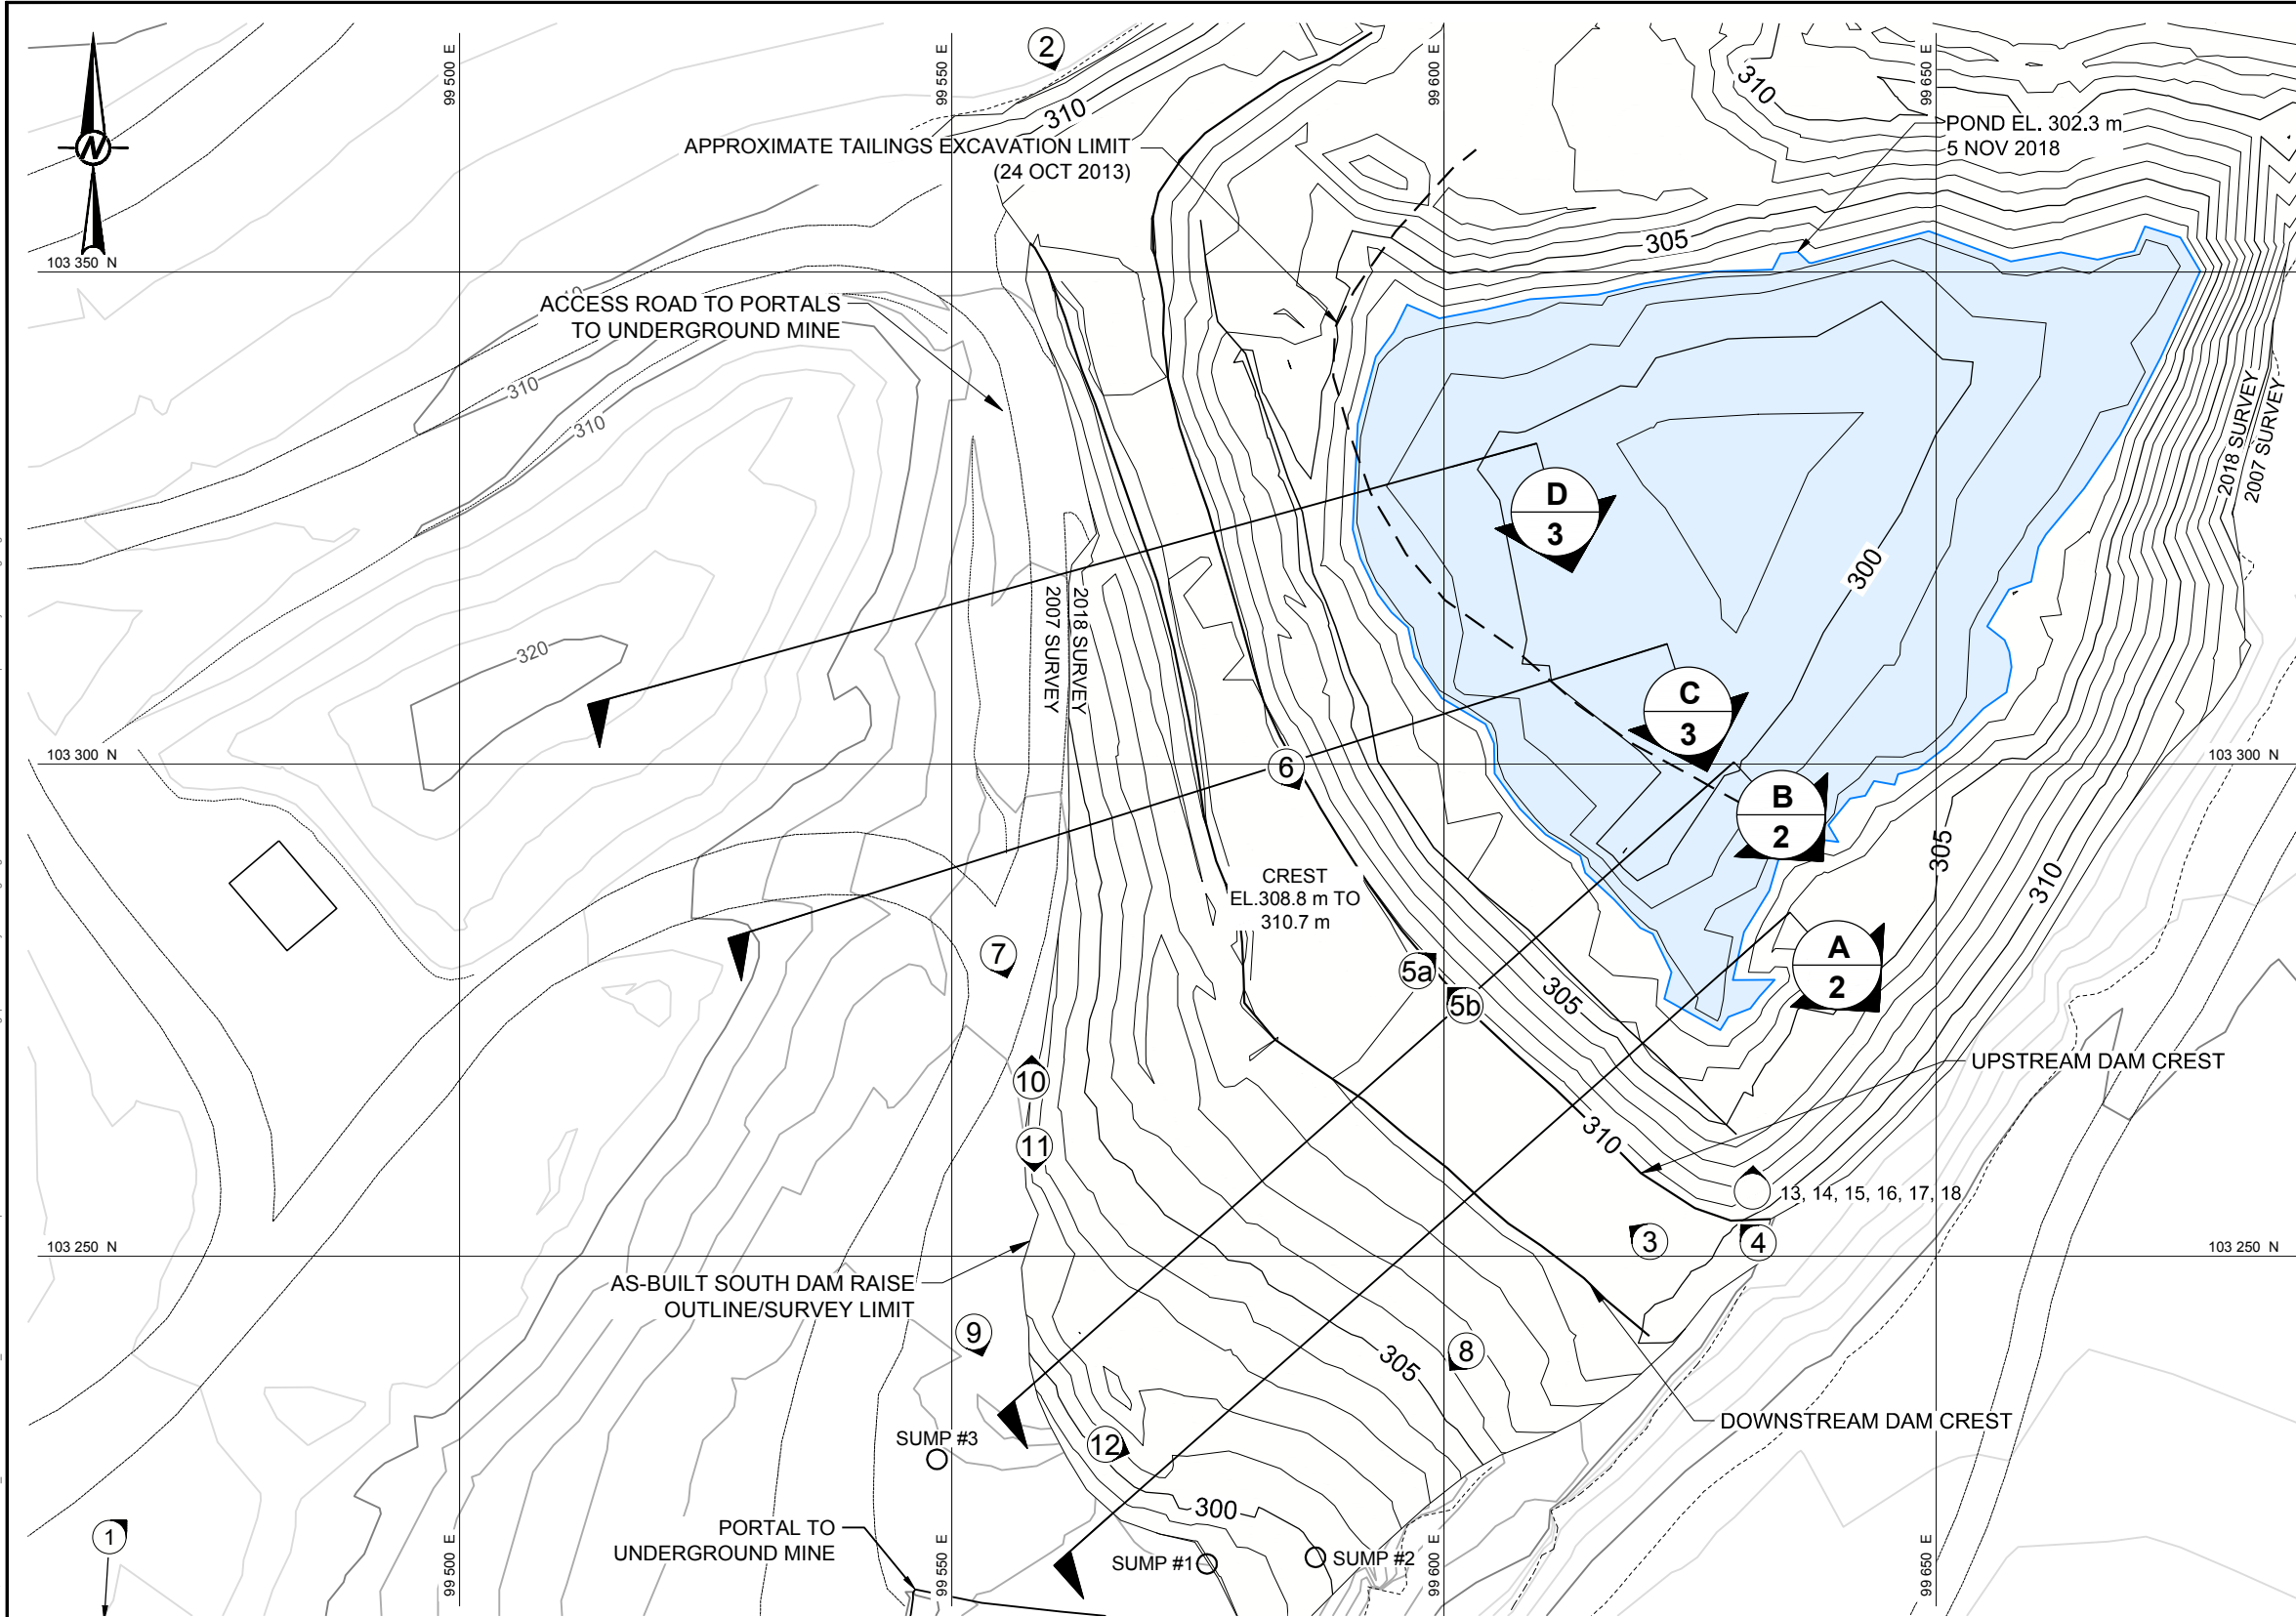 99 500 E
99 550 E
99 600 E
99 650 E
2
310
310
N
APPROXIMATE TAILINGS EXCAVATION LIMIT
(24 OCT 2013)
POND EL. 302.3 m
5 NOV 2018
305
103 350 N
ACCESS ROAD TO PORTALS
TO UNDERGROUND MINE
310
310
2018 SURVEY
2007 SURVEY
D
3
300
2007 SURVEY
2018 SURVEY
320
C
3
103 300 N
103 300 N
6
B
2
305
310
CREST
EL.308.8 m TO
310.7 m
7
5a
5b
305
A
2
UPSTREAM DAM CREST
10
11
310
13, 14, 15, 16, 17, 18
3
4
103 250 N
103 250 N
AS-BUILT SOUTH DAM RAISE
OUTLINE/SURVEY LIMIT
9
8
305
DOWNSTREAM DAM CREST
SUMP #3
12
300
1
PORTAL TO
UNDERGROUND MINE
SUMP #1
SUMP #2
99 500 E
99 550 E
99 600 E
99 650 E